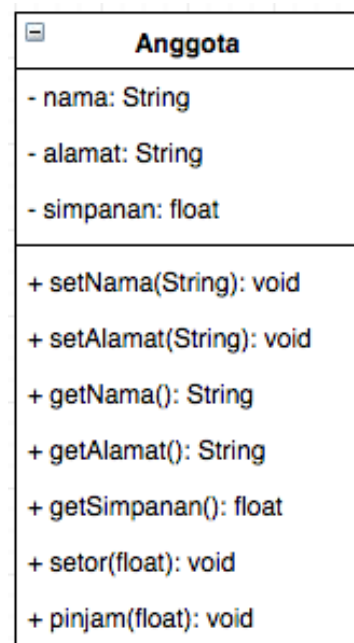 Anggota
- nama: String
- alamat: String
- simpanan: float
+ setNama(String): void
+ setAlamat(String): void
+ getNama(): String
+ getAlamat(): String
+ getSimpanan(): float
+ setor(float): void
+ pinjam(float): void